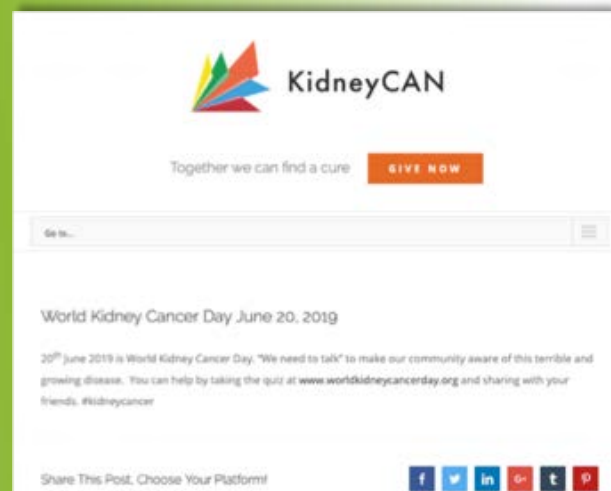 KidneyCAN
Together we can find a cure GIVE NOW
Go to...
World Kidney Cancer Day June 20, 2019
20th June 2019 is World Kidney Cancer Day. "We need to talk" to make our community aware of this terrible and
growing disease. You can help by taking the quiz at www.worldkidneycancerday.org and sharing with your
friends. #kidneycancer
Share This Post, Choose Your Platform!
f in G+ t